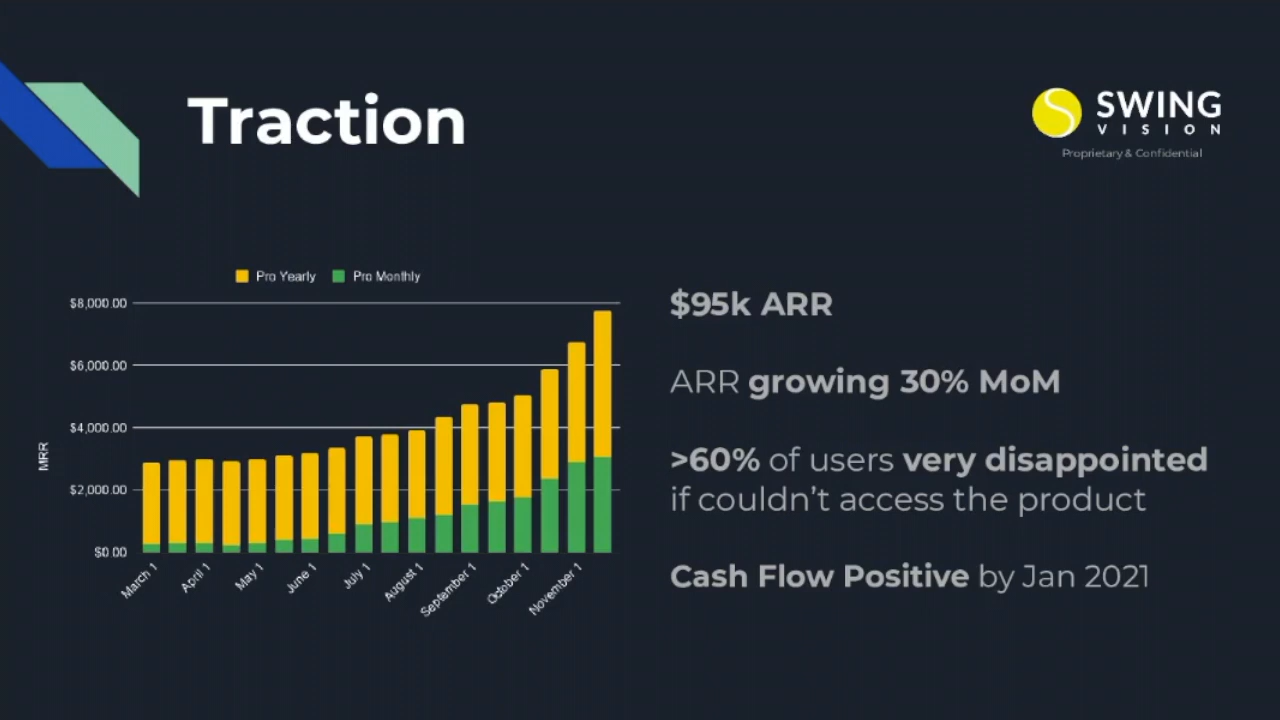 Traction
SWING
VISION
Proprietary & Confidential
Pro Yearly
Pro Monthly
$8,000.00
$6,000.00
$4,000.00
$2,000.00
$0.00
MRR
March 1
April 1
May 1
June 1
July 1
August 1
September 1
October 1
November 1
$95k ARR
ARR growing 30% MoM
>60% of users very disappointed
if couldn't access the product
Cash Flow Positive by Jan 2021